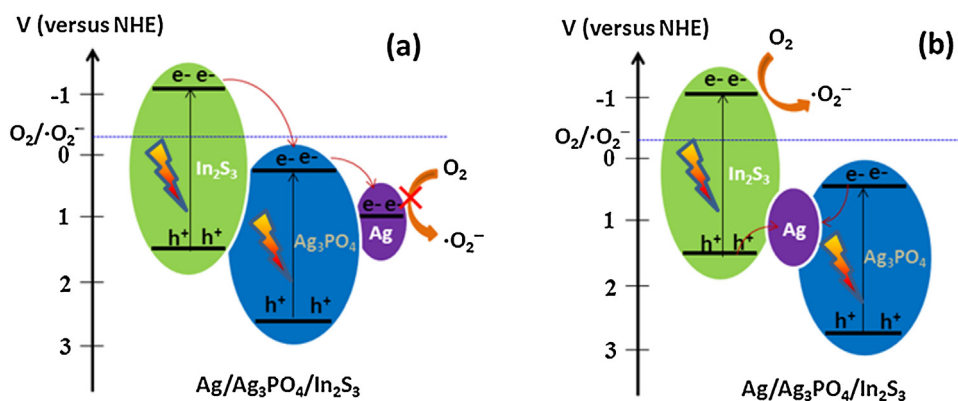 V (versus NHE)
(a)
-1
O₂/·O₂⁻
0
1
2
3
e- e-
In₂S₃
h⁺ h⁺
e- e-
Ag₃PO₄
h⁺ h⁺
e- e-
Ag
O₂
·O₂⁻
Ag/Ag₃PO₄/In₂S₃
V (versus NHE)
(b)
-1
O₂/·O₂⁻
0
1
2
3
e- e-
In₂S₃
h⁺ h⁺
O₂
·O₂⁻
Ag
e- e-
Ag₃PO₄
h⁺ h⁺
Ag/Ag₃PO₄/In₂S₃